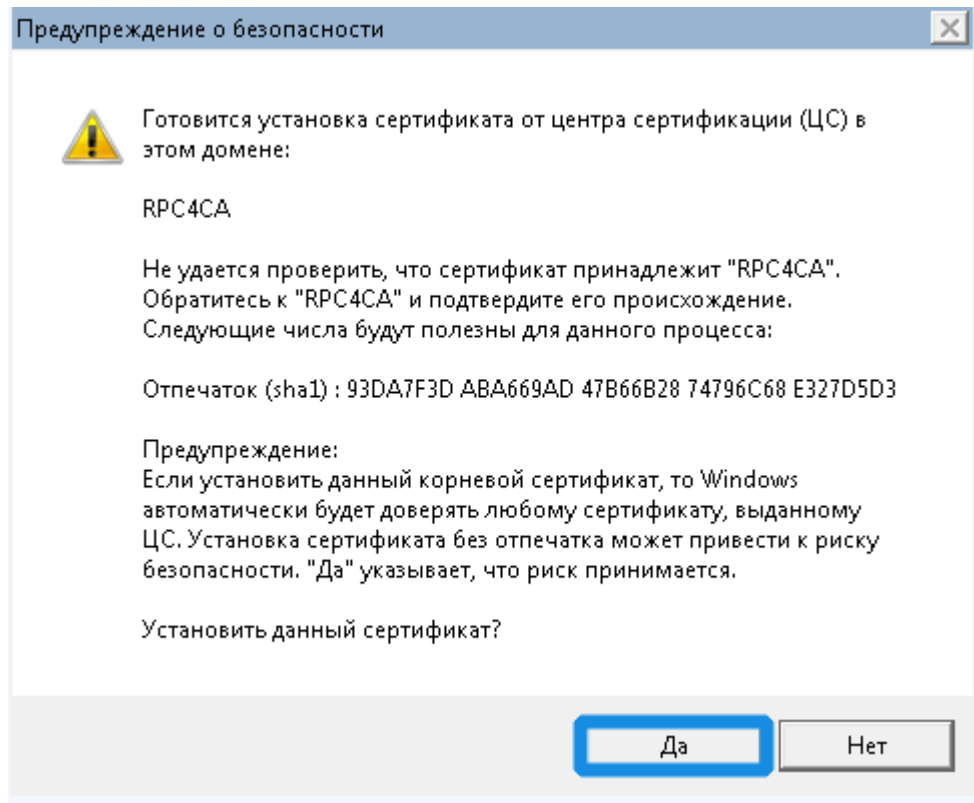 Предупреждение о безопасности
Готовится установка сертификата от центра сертификации (ЦС) в
этом домене:
RPC4CA
Не удается проверить, что сертификат принадлежит "RPC4CA".
Обратитесь к "RPC4CA" и подтвердите его происхождение.
Следующие числа будут полезны для данного процесса:
Отпечаток (sha1) : 93DA7F3D ABA669AD 47B66B28 74796C68 E327D5D3
Предупреждение:
Если установить данный корневой сертификат, то Windows
автоматически будет доверять любому сертификату, выданному
ЦС. Установка сертификата без отпечатка может привести к риску
безопасности. "Да" указывает, что риск принимается.
Установить данный сертификат?
Да
Нет